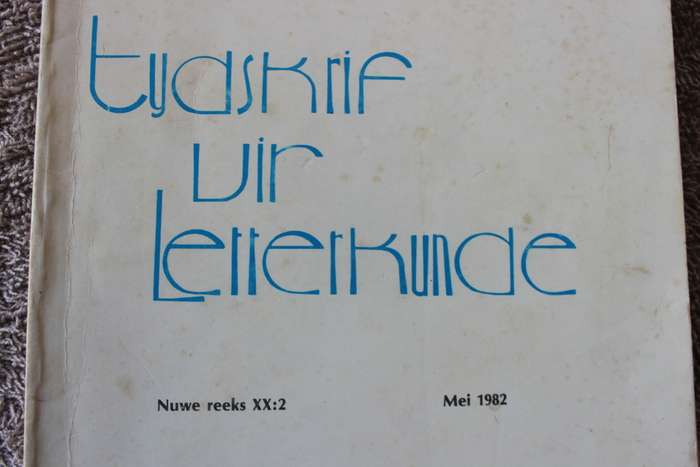 tydskrif
vir
Letterkunde
Nuwe reeks XX:2 Mei 1982